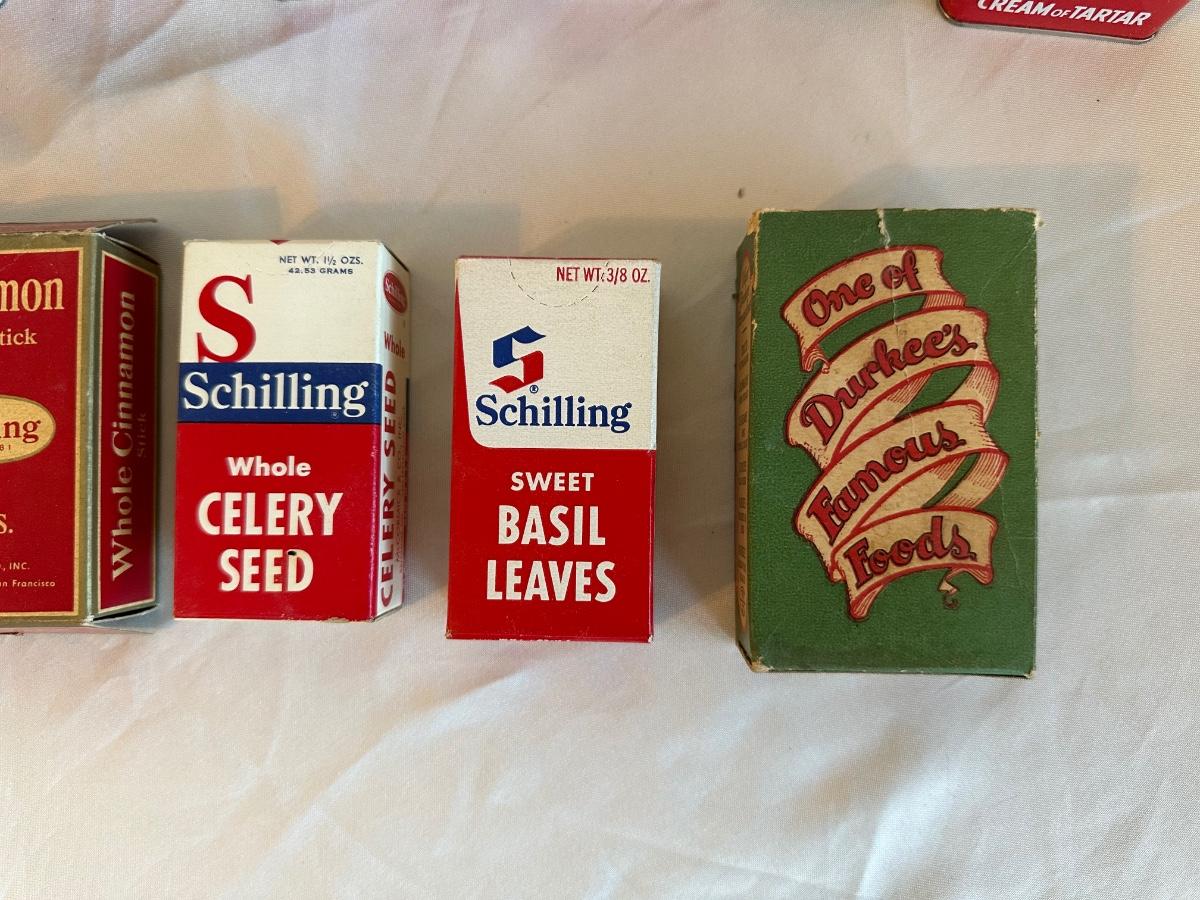 CREAM OF TARTAR
mon
tick
ng
S.
, INC.
n Francisco
Whole Cinnamon
Stick
NET WT. 1½ OZS.
42.53 GRAMS
S
Schilling
Whole
CELERY
SEED
Schilling
Whole
CELERY SEED
NET WT. 3/8 OZ.
S
Schilling®
SWEET
BASIL
LEAVES
One of
Durkee's
Famous
Foods